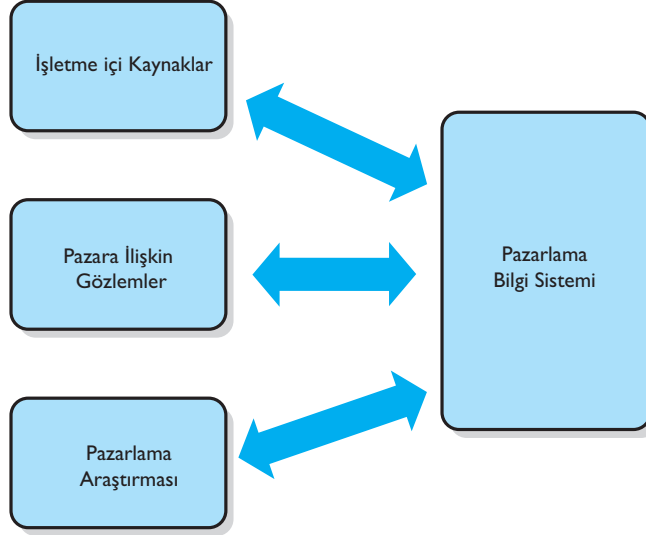 İşletme içi Kaynaklar
Pazara İlişkin
Gözlemler
Pazarlama
Araştırması
Pazarlama
Bilgi Sistemi